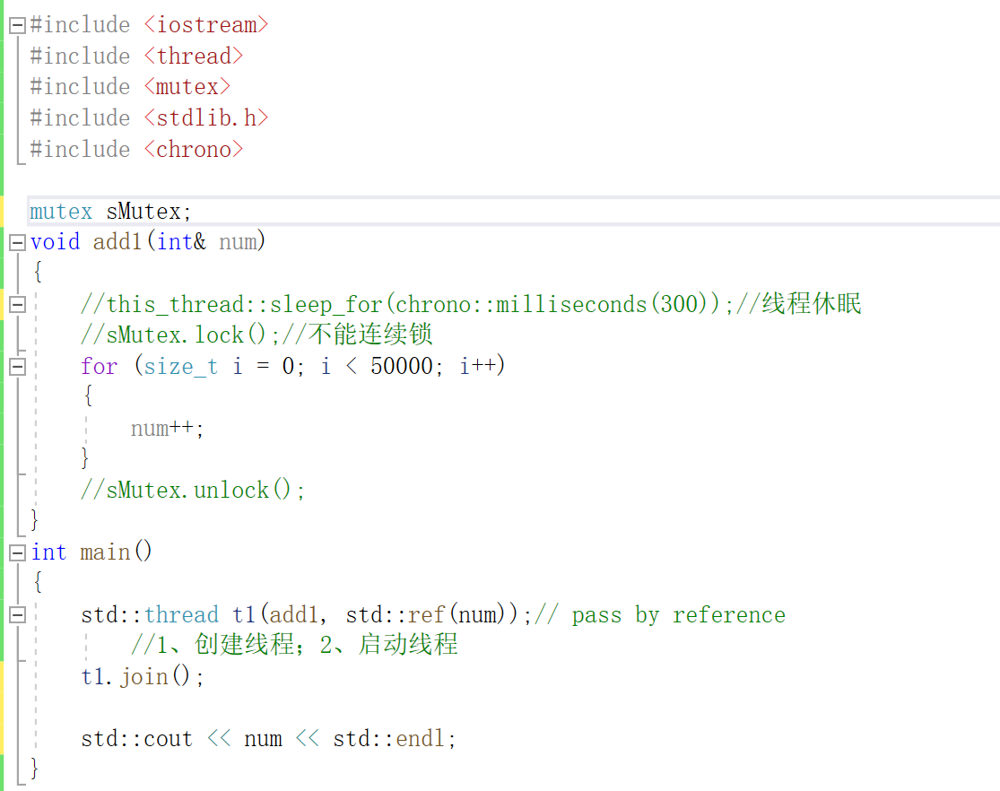 #include <iostream>
#include <thread>
#include <mutex>
#include <stdlib.h>
#include <chrono>

mutex sMutex;
void add1(int& num)
{
    //this_thread::sleep_for(chrono::milliseconds(300));//线程休眠
    //sMutex.lock();//不能连续锁
    for (size_t i = 0; i < 50000; i++)
    {
        num++;
    }
    //sMutex.unlock();
}
int main()
{
    std::thread t1(add1, std::ref(num));// pass by reference
        //1、创建线程；2、启动线程
    t1.join();

    std::cout << num << std::endl;
}